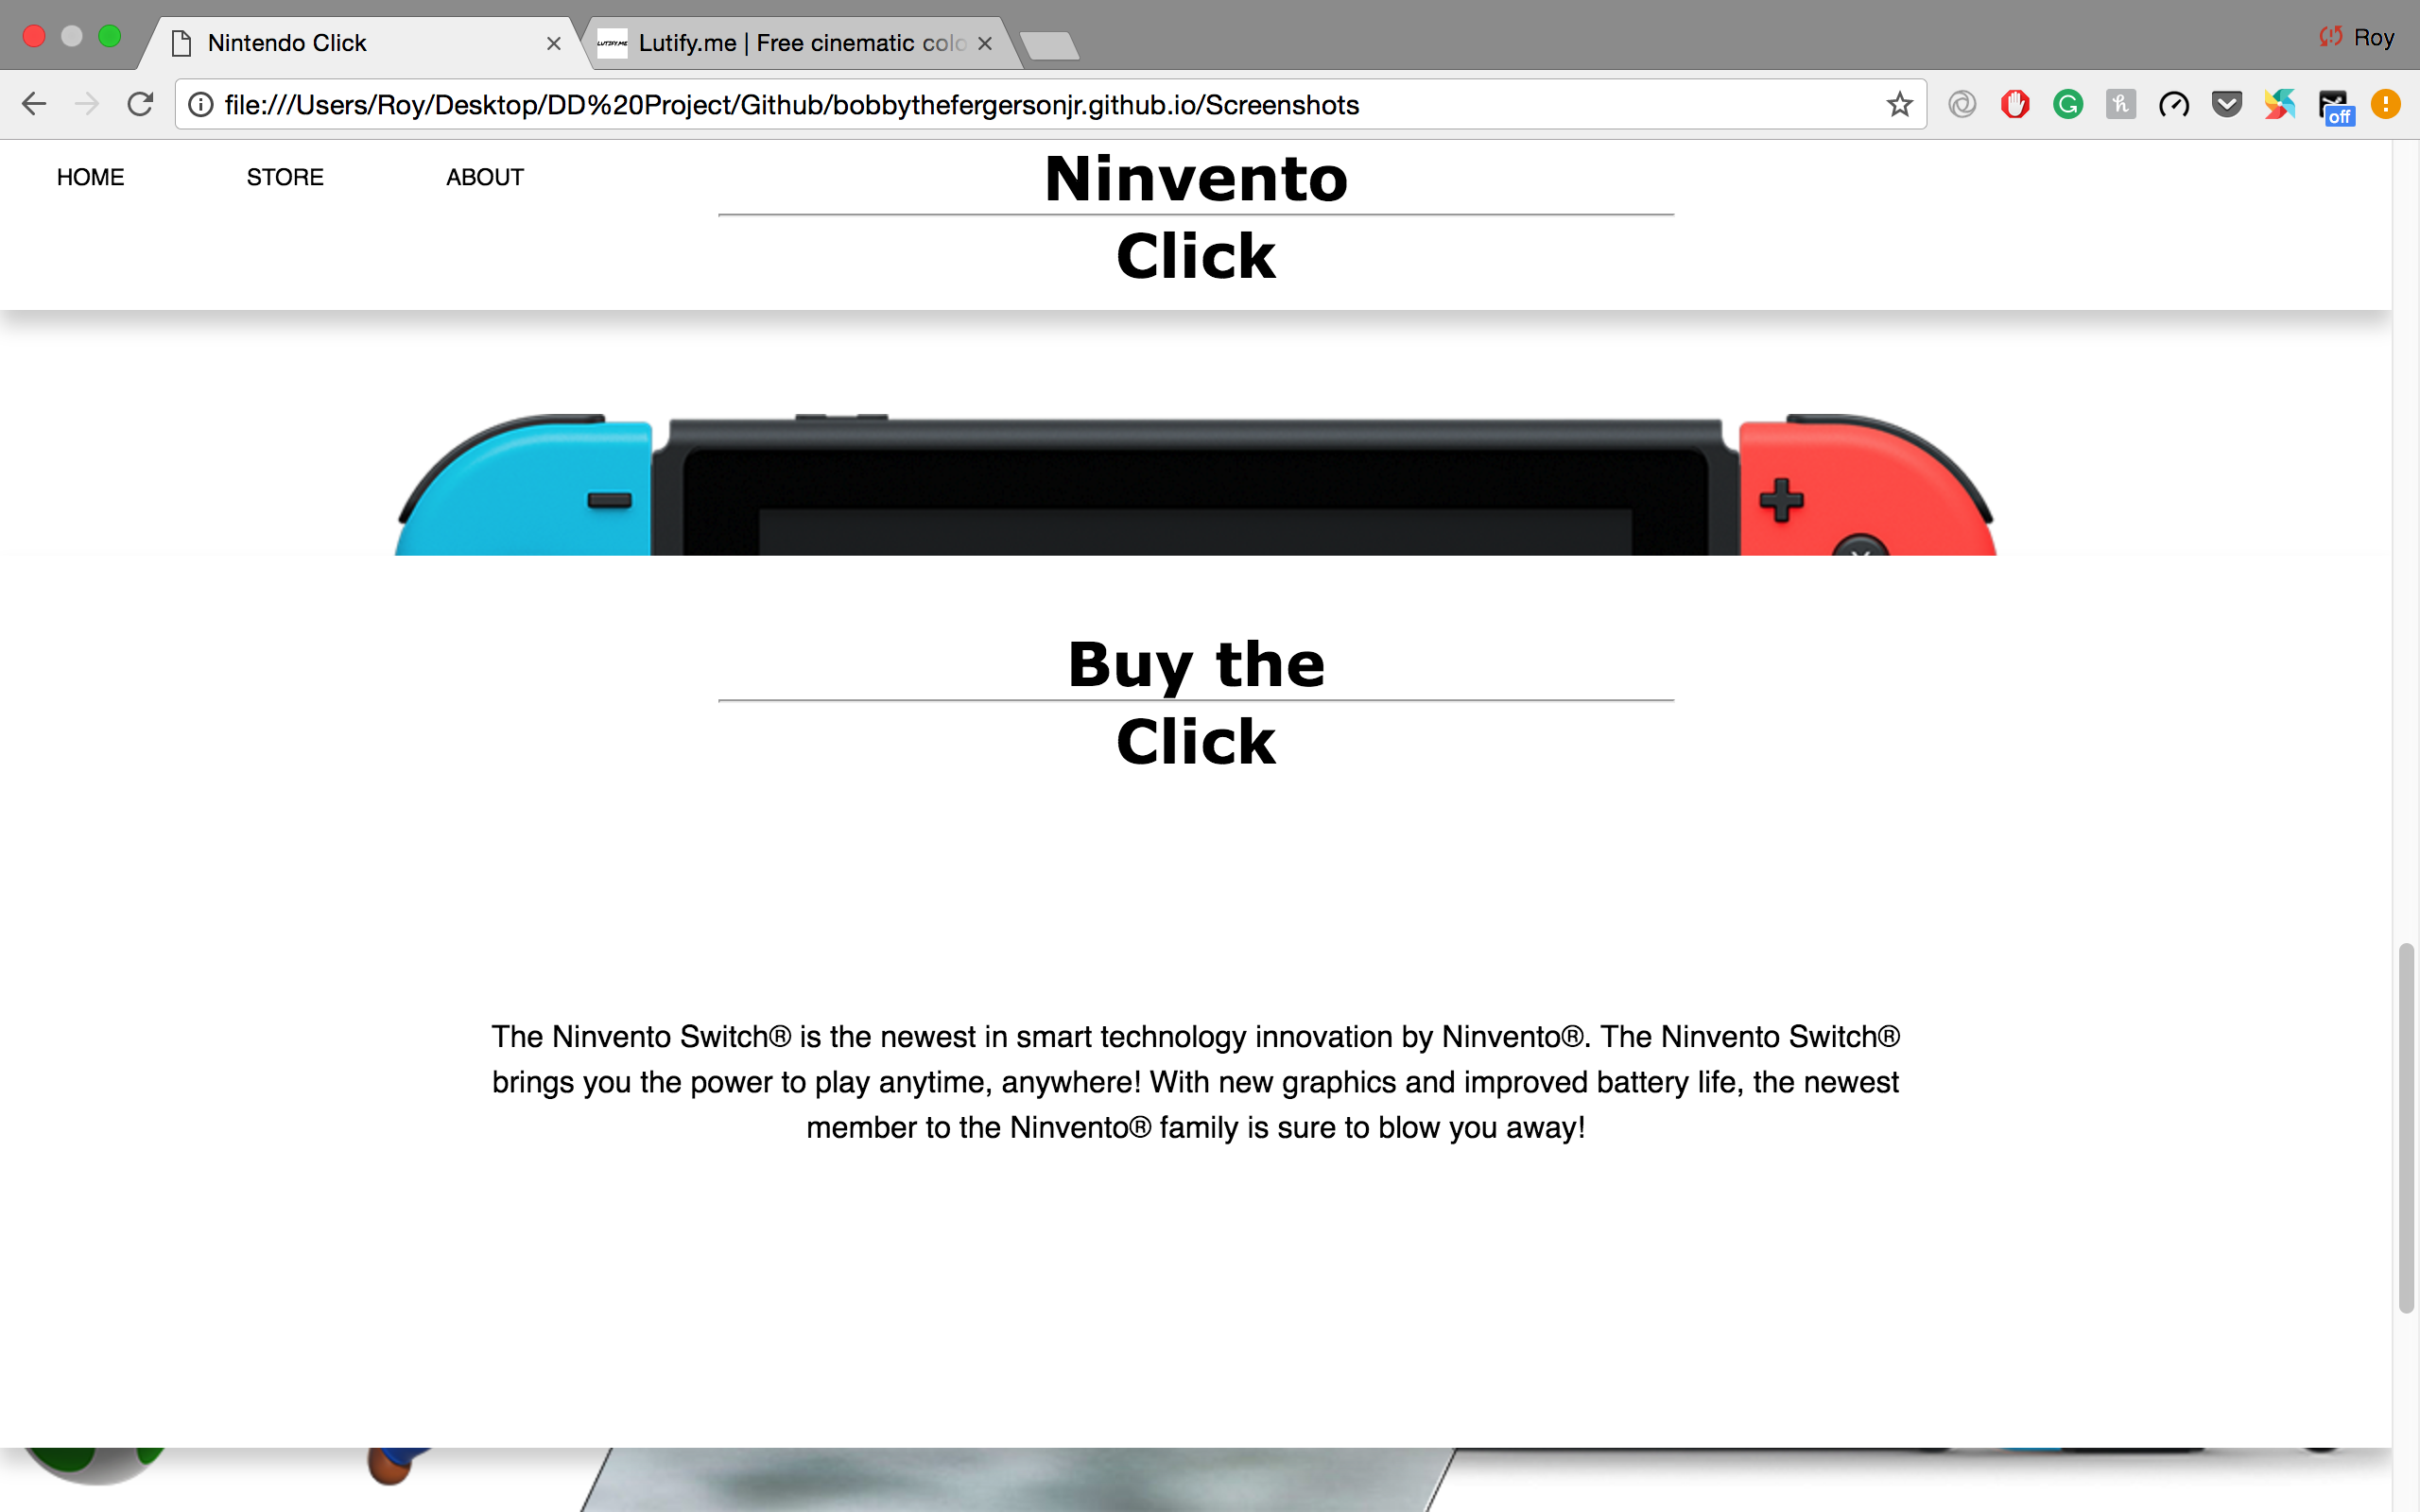 Nintendo Click
Lutify.me | Free cinematic colo
Roy
file:///Users/Roy/Desktop/DD%20Project/Github/bobbythefergersonjr.github.io/Screenshots
off
HOME
STORE
ABOUT
Ninvento
Click
Buy the
Click
The Ninvento Switch® is the newest in smart technology innovation by Ninvento®. The Ninvento Switch®
brings you the power to play anytime, anywhere! With new graphics and improved battery life, the newest
member to the Ninvento® family is sure to blow you away!